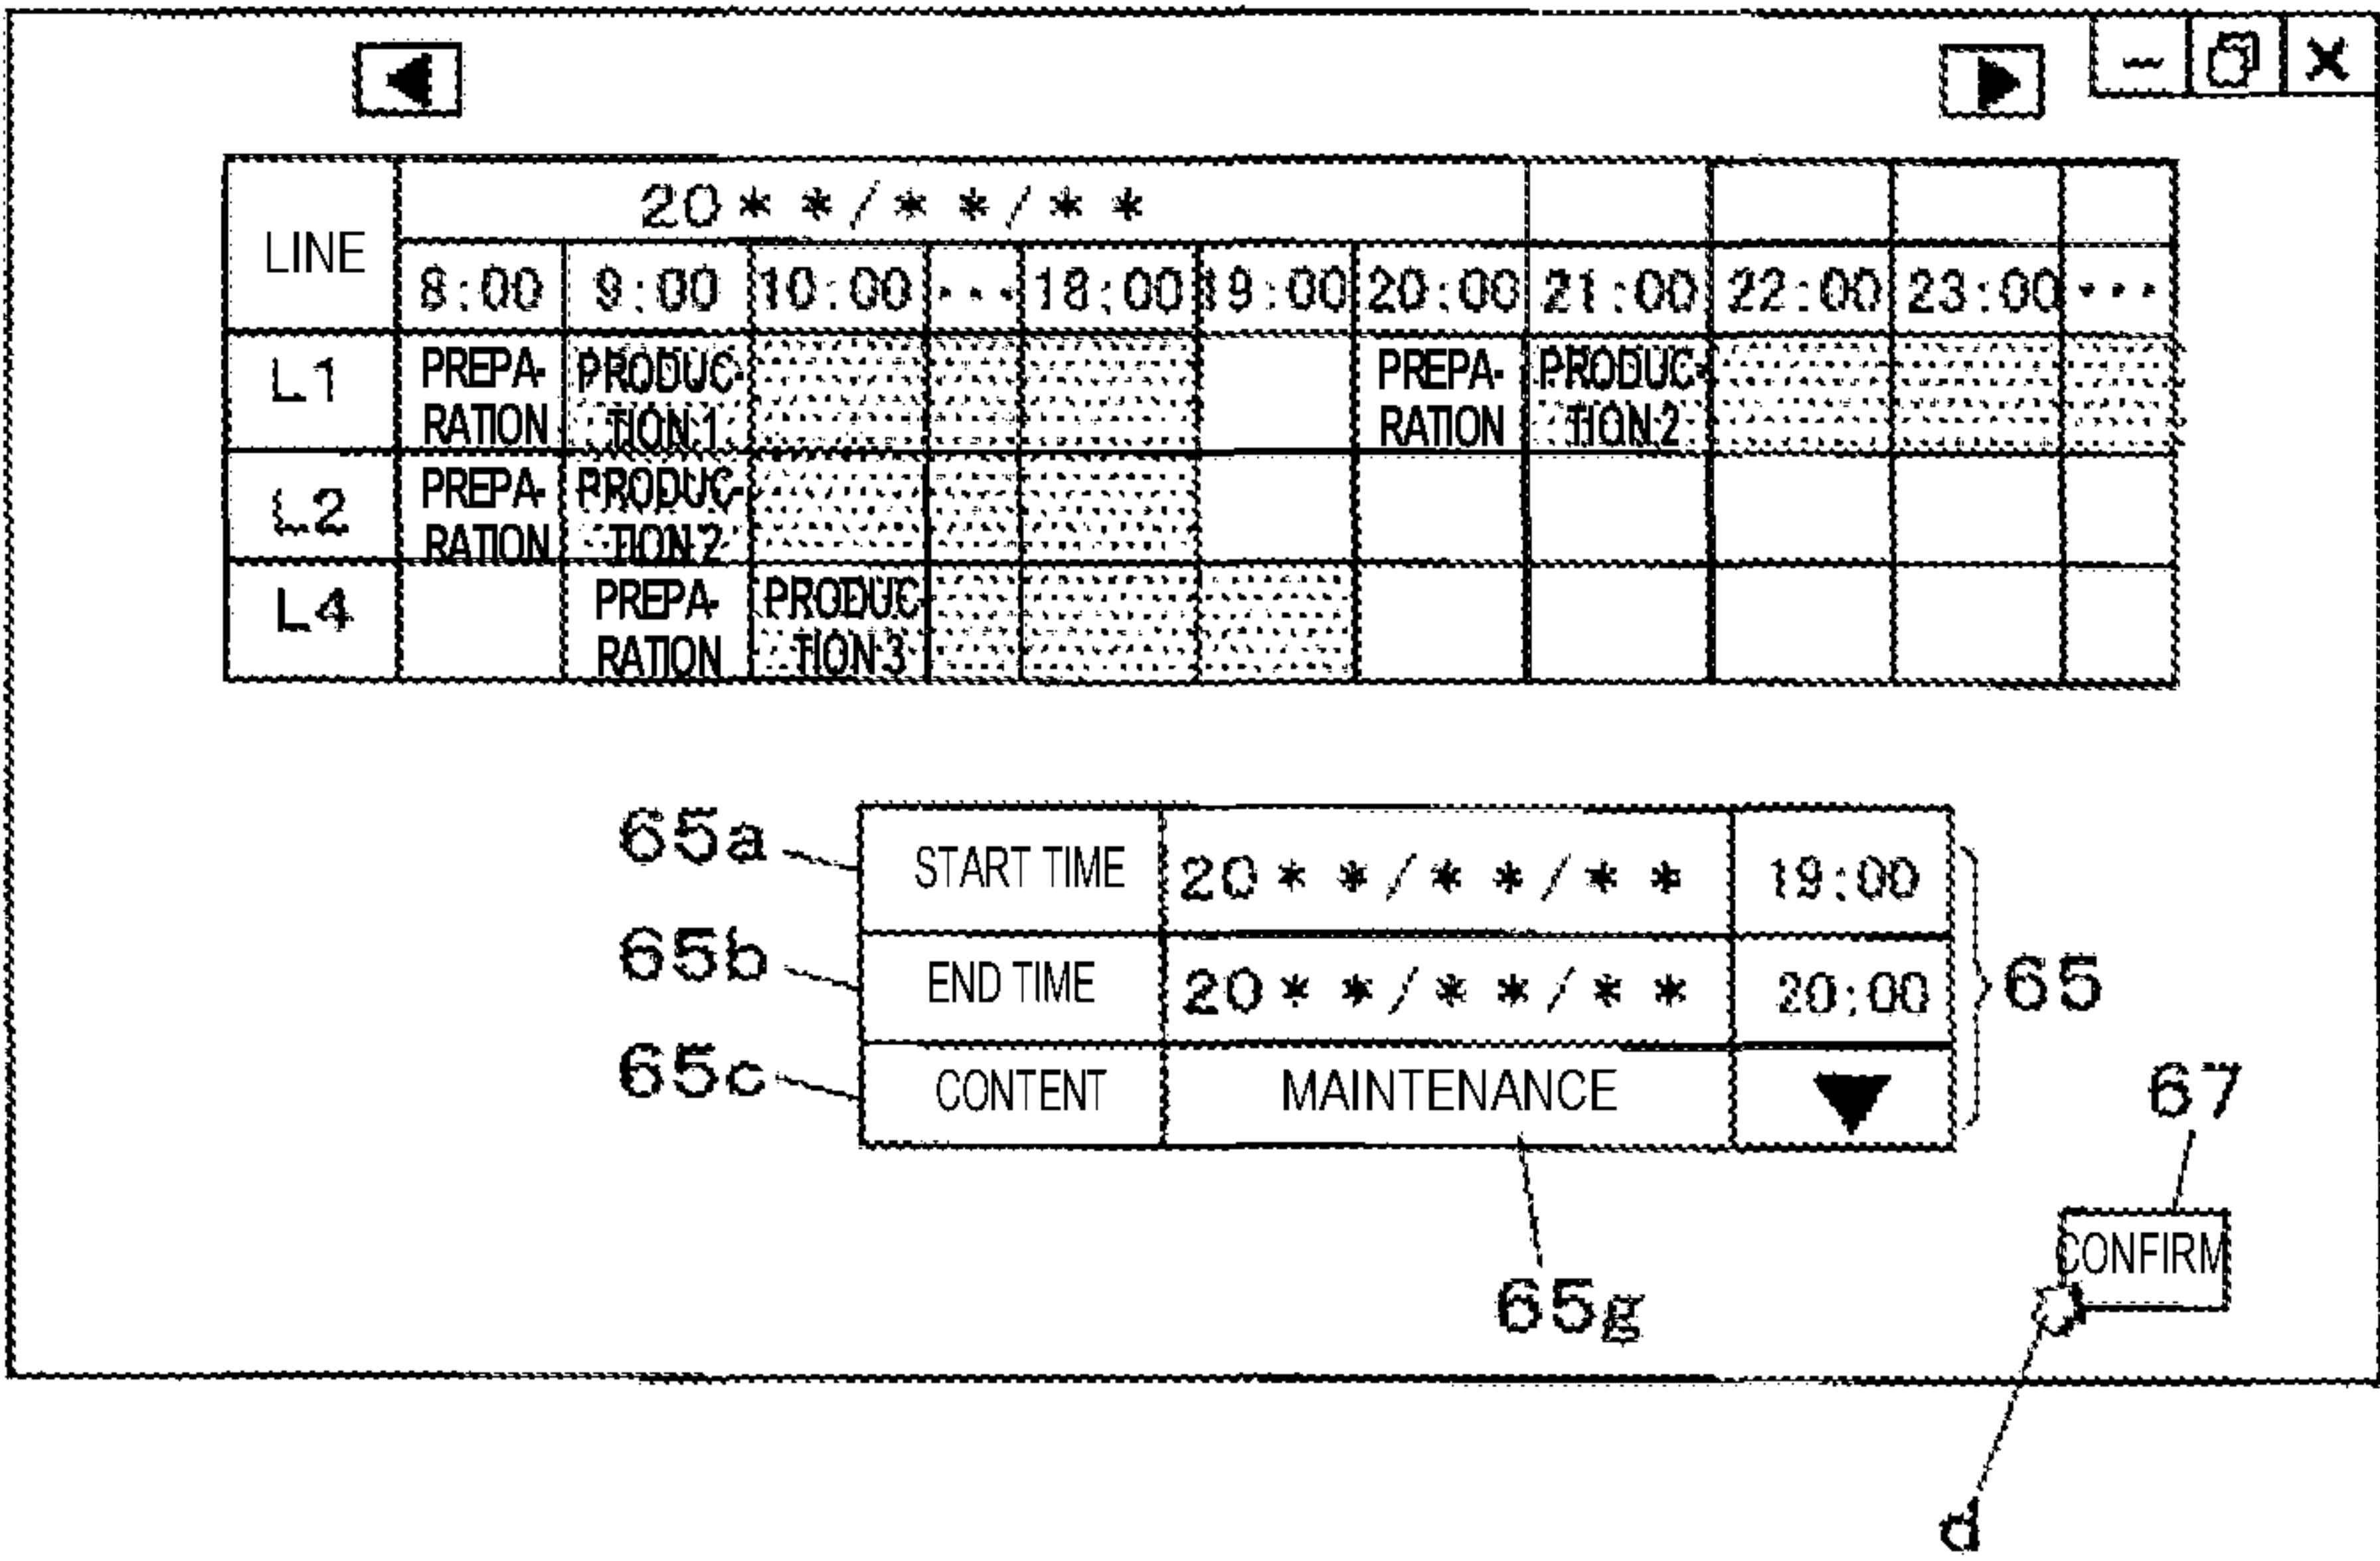 20**/**/**
LINE
8:00 9:00 10:00 ... 18:00 19:00 20:00 21:00 22:00 23:00 ...
L1 PREPA-RATION PRODUC-TION 1 PREPA-RATION PRODUC-TION 2
L2 PREPA-RATION PRODUC-TION 2
L4 PREPA-RATION PRODUC-TION 3
65a START TIME 20**/**/** 19:00
65b END TIME 20**/**/** 20:00
65
65c CONTENT MAINTENANCE
67
CONFIRM
65g
d